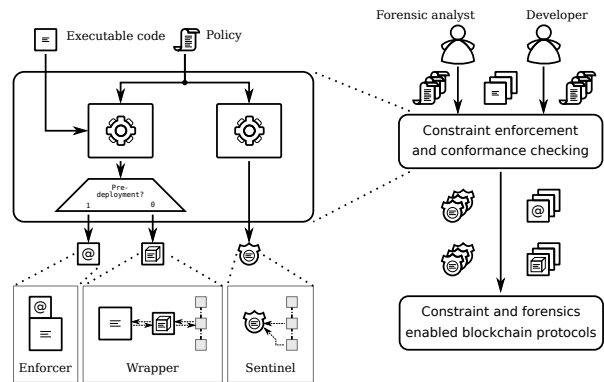 Forensic analyst
Developer
Executable code
Policy
Constraint enforcement
and conformance checking
Pre-
deployment?
1
0
@
@
@
Enforcer
Wrapper
Sentinel
Constraint and forensics
enabled blockchain protocols